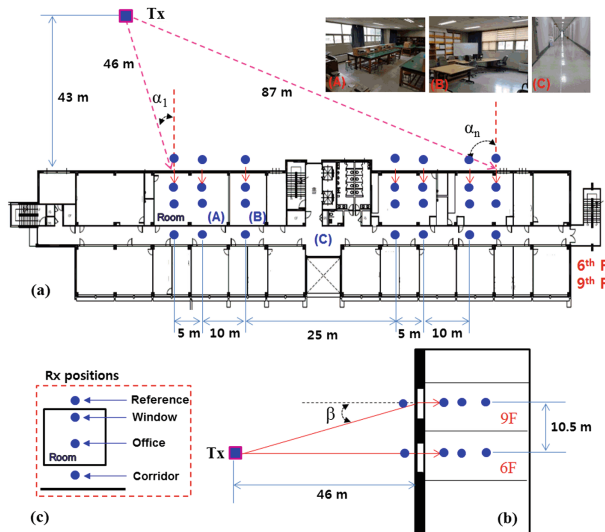 Tx
46 m
43 m
87 m
α1
αn
(A)
(B)
(C)
Room
(A)
(B)
(C)
6th F
9th F
(a)
5 m
10 m
25 m
5 m
10 m
Rx positions
Reference
Window
Office
Room
Corridor
(c)
β
9F
10.5 m
Tx
6F
46 m
(b)